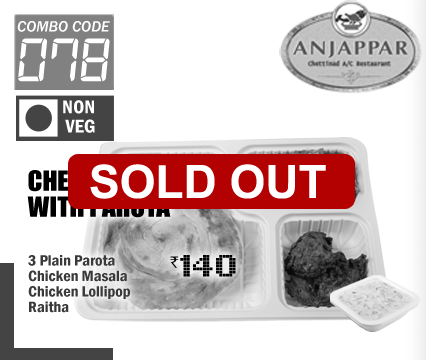 COMBO CODE
078
NON
VEG
ANJAPPAR
Chettinad A/C Restaurant
SOLD OUT
WITH PAROTA
3 Plain Parota
Chicken Masala
Chicken Lollipop
Raitha
₹140